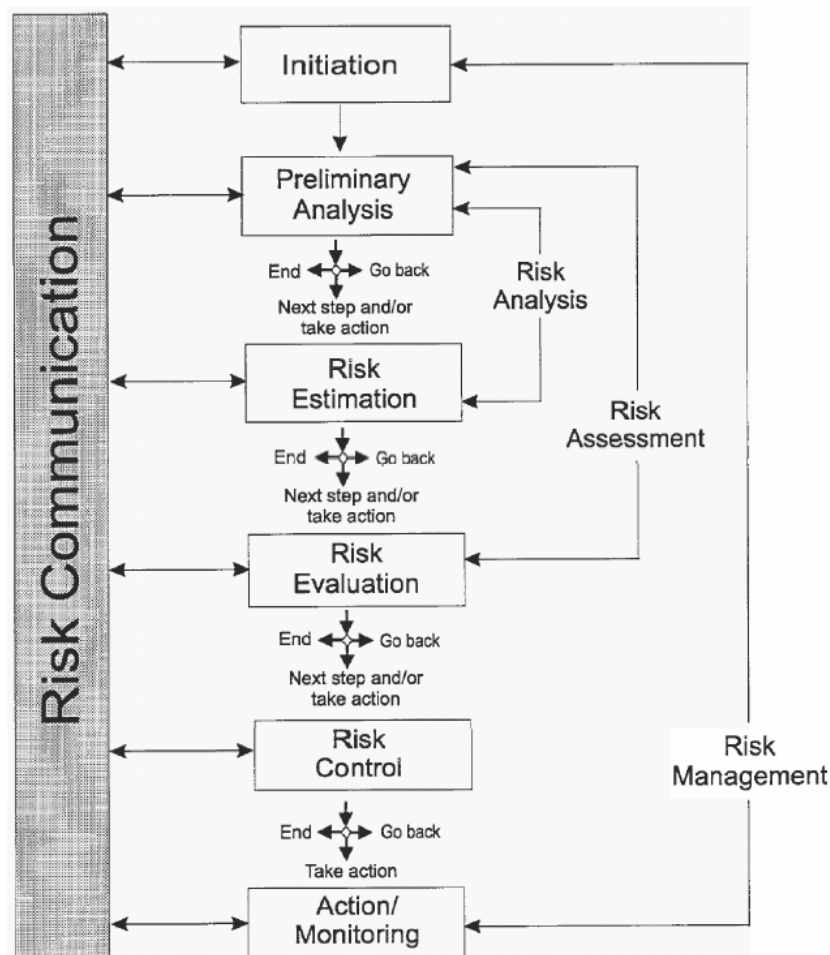 Risk Communication
Initiation
Preliminary
Analysis
End
Go back
Next step and/or
take action
Risk
Analysis
Risk
Estimation
End
Go back
Next step and/or
take action
Risk
Assessment
Risk
Evaluation
End
Go back
Next step and/or
take action
Risk
Control
Risk
Management
End
Go back
Take action
Action/
Monitoring